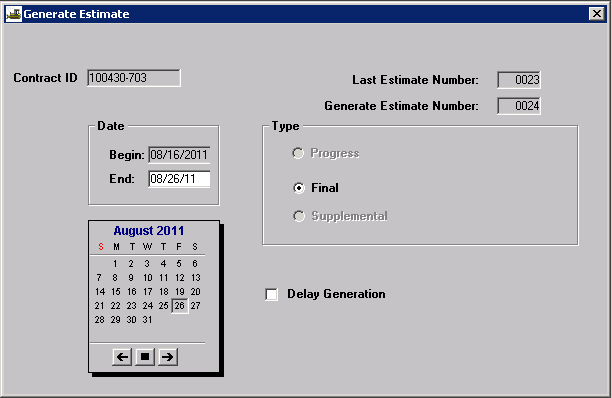 Generate Estimate
Contract ID 100430-703
Last Estimate Number: 0023
Generate Estimate Number: 0024
Date
Begin: 08/16/2011
End: 08/26/11
Type
Progress
Final
Supplemental
August 2011
S M T W T F S
1 2 3 4 5 6
7 8 9 10 11 12 13
14 15 16 17 18 19 20
21 22 23 24 25 26 27
28 29 30 31
Delay Generation